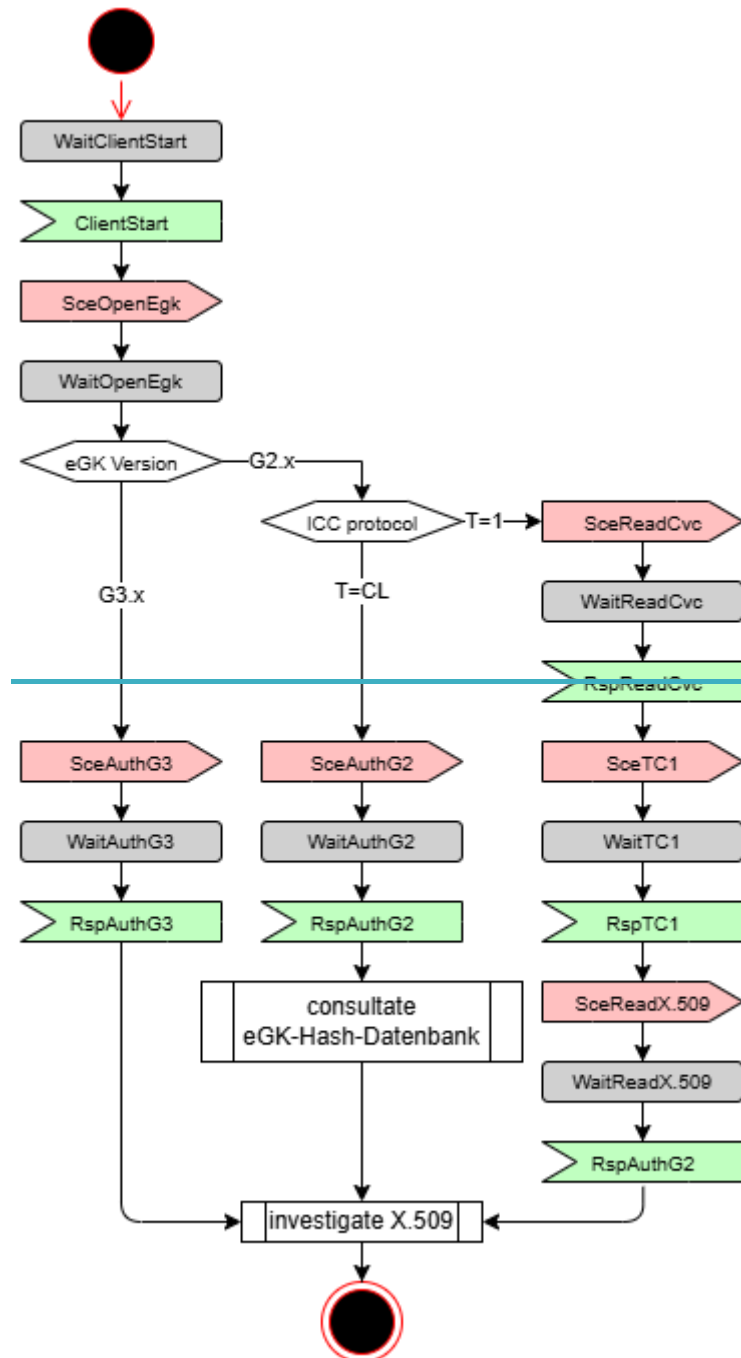 WaitClientStart
ClientStart
SceOpenEgk
WaitOpenEgk
eGK Version
G2.x
ICC protocol
T=1
SceReadCvc
G3.x
T=CL
WaitReadCvc
RspReadCvc
SceAuthG3
SceAuthG2
SceTC1
WaitAuthG3
WaitAuthG2
WaitTC1
RspAuthG3
RspAuthG2
RspTC1
consultate
eGK-Hash-Datenbank
SceReadX.509
WaitReadX.509
RspAuthG2
investigate X.509